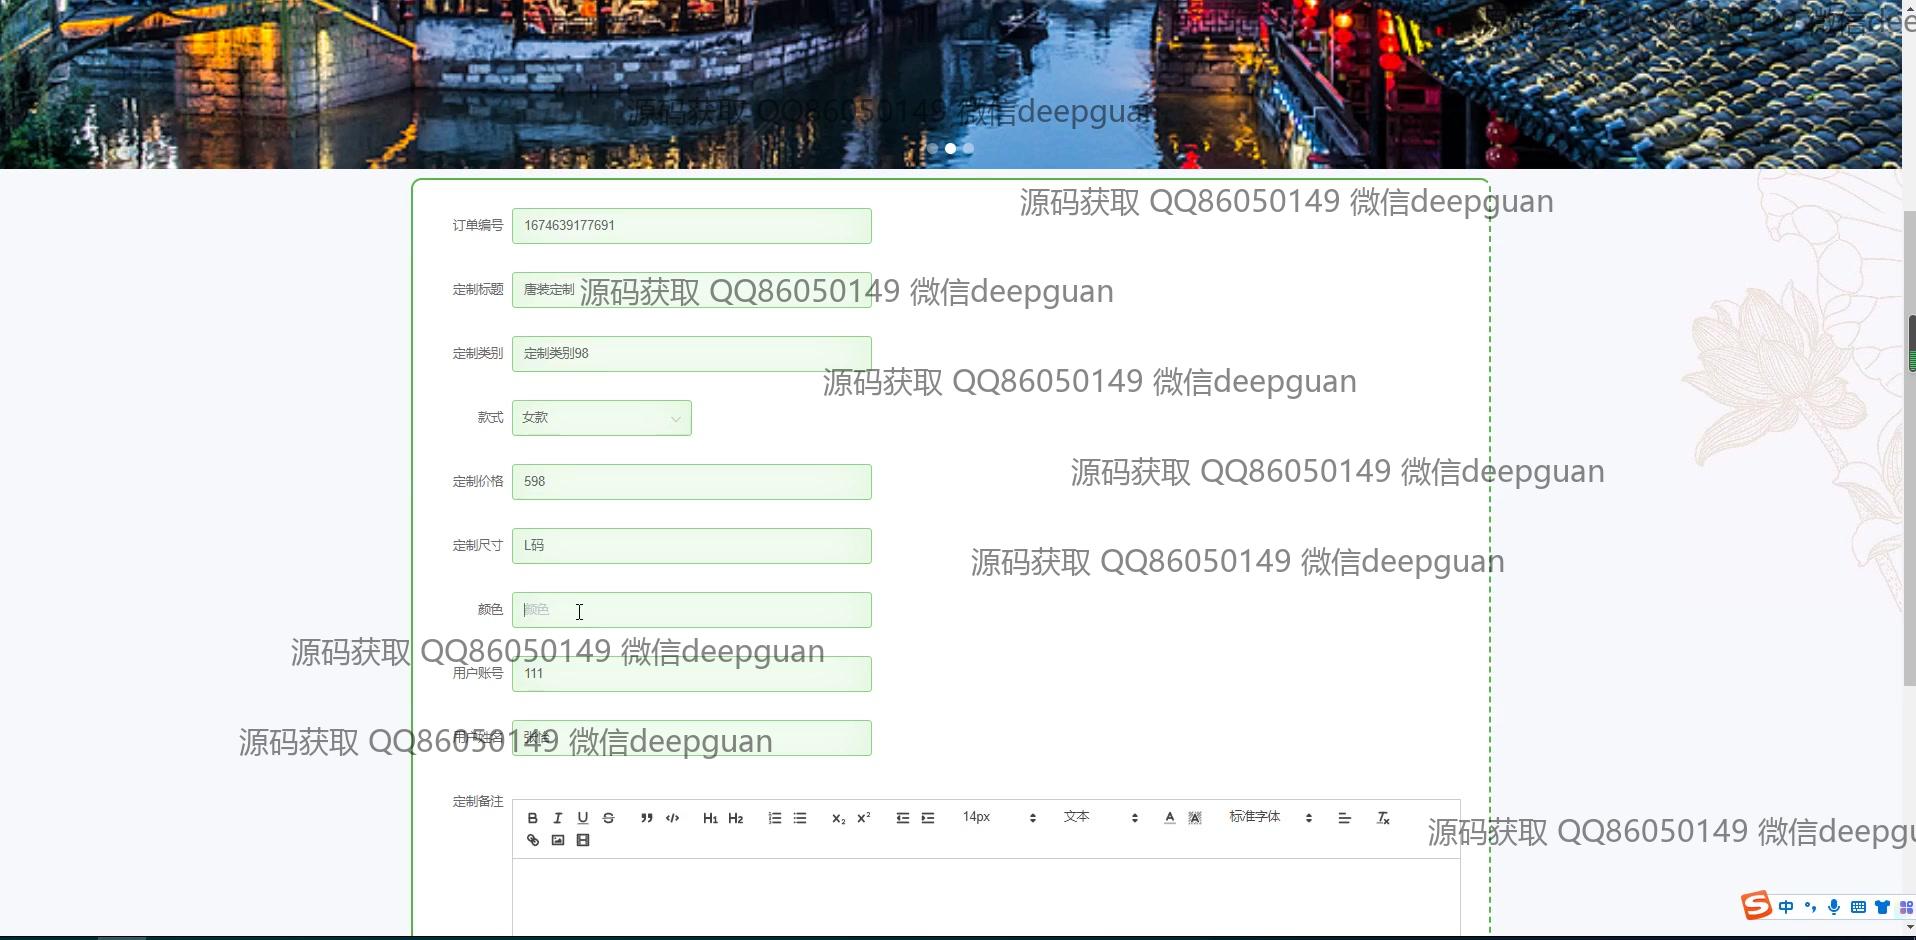 源码获取 QQ86050149 微信deepguan
源码获取 QQ86050149 微信deepguan
订单编号 1674639177691
定制标题 唐装定制
源码获取 QQ86050149 微信deepguan
定制类别 定制类别98
源码获取 QQ86050149 微信deepguan
款式 女款
源码获取 QQ86050149 微信deepguan
定制价格 598
定制尺寸 L码
源码获取 QQ86050149 微信deepguan
颜色 颜色
源码获取 QQ86050149 微信deepguan
用户账号 111
用户姓名
源码获取 QQ86050149 微信deepguan
定制备注
B I U S H1 H2 X2 X2 14px 文本 A A 标准字体 Tx
源码获取 QQ86050149 微信deepgu
中